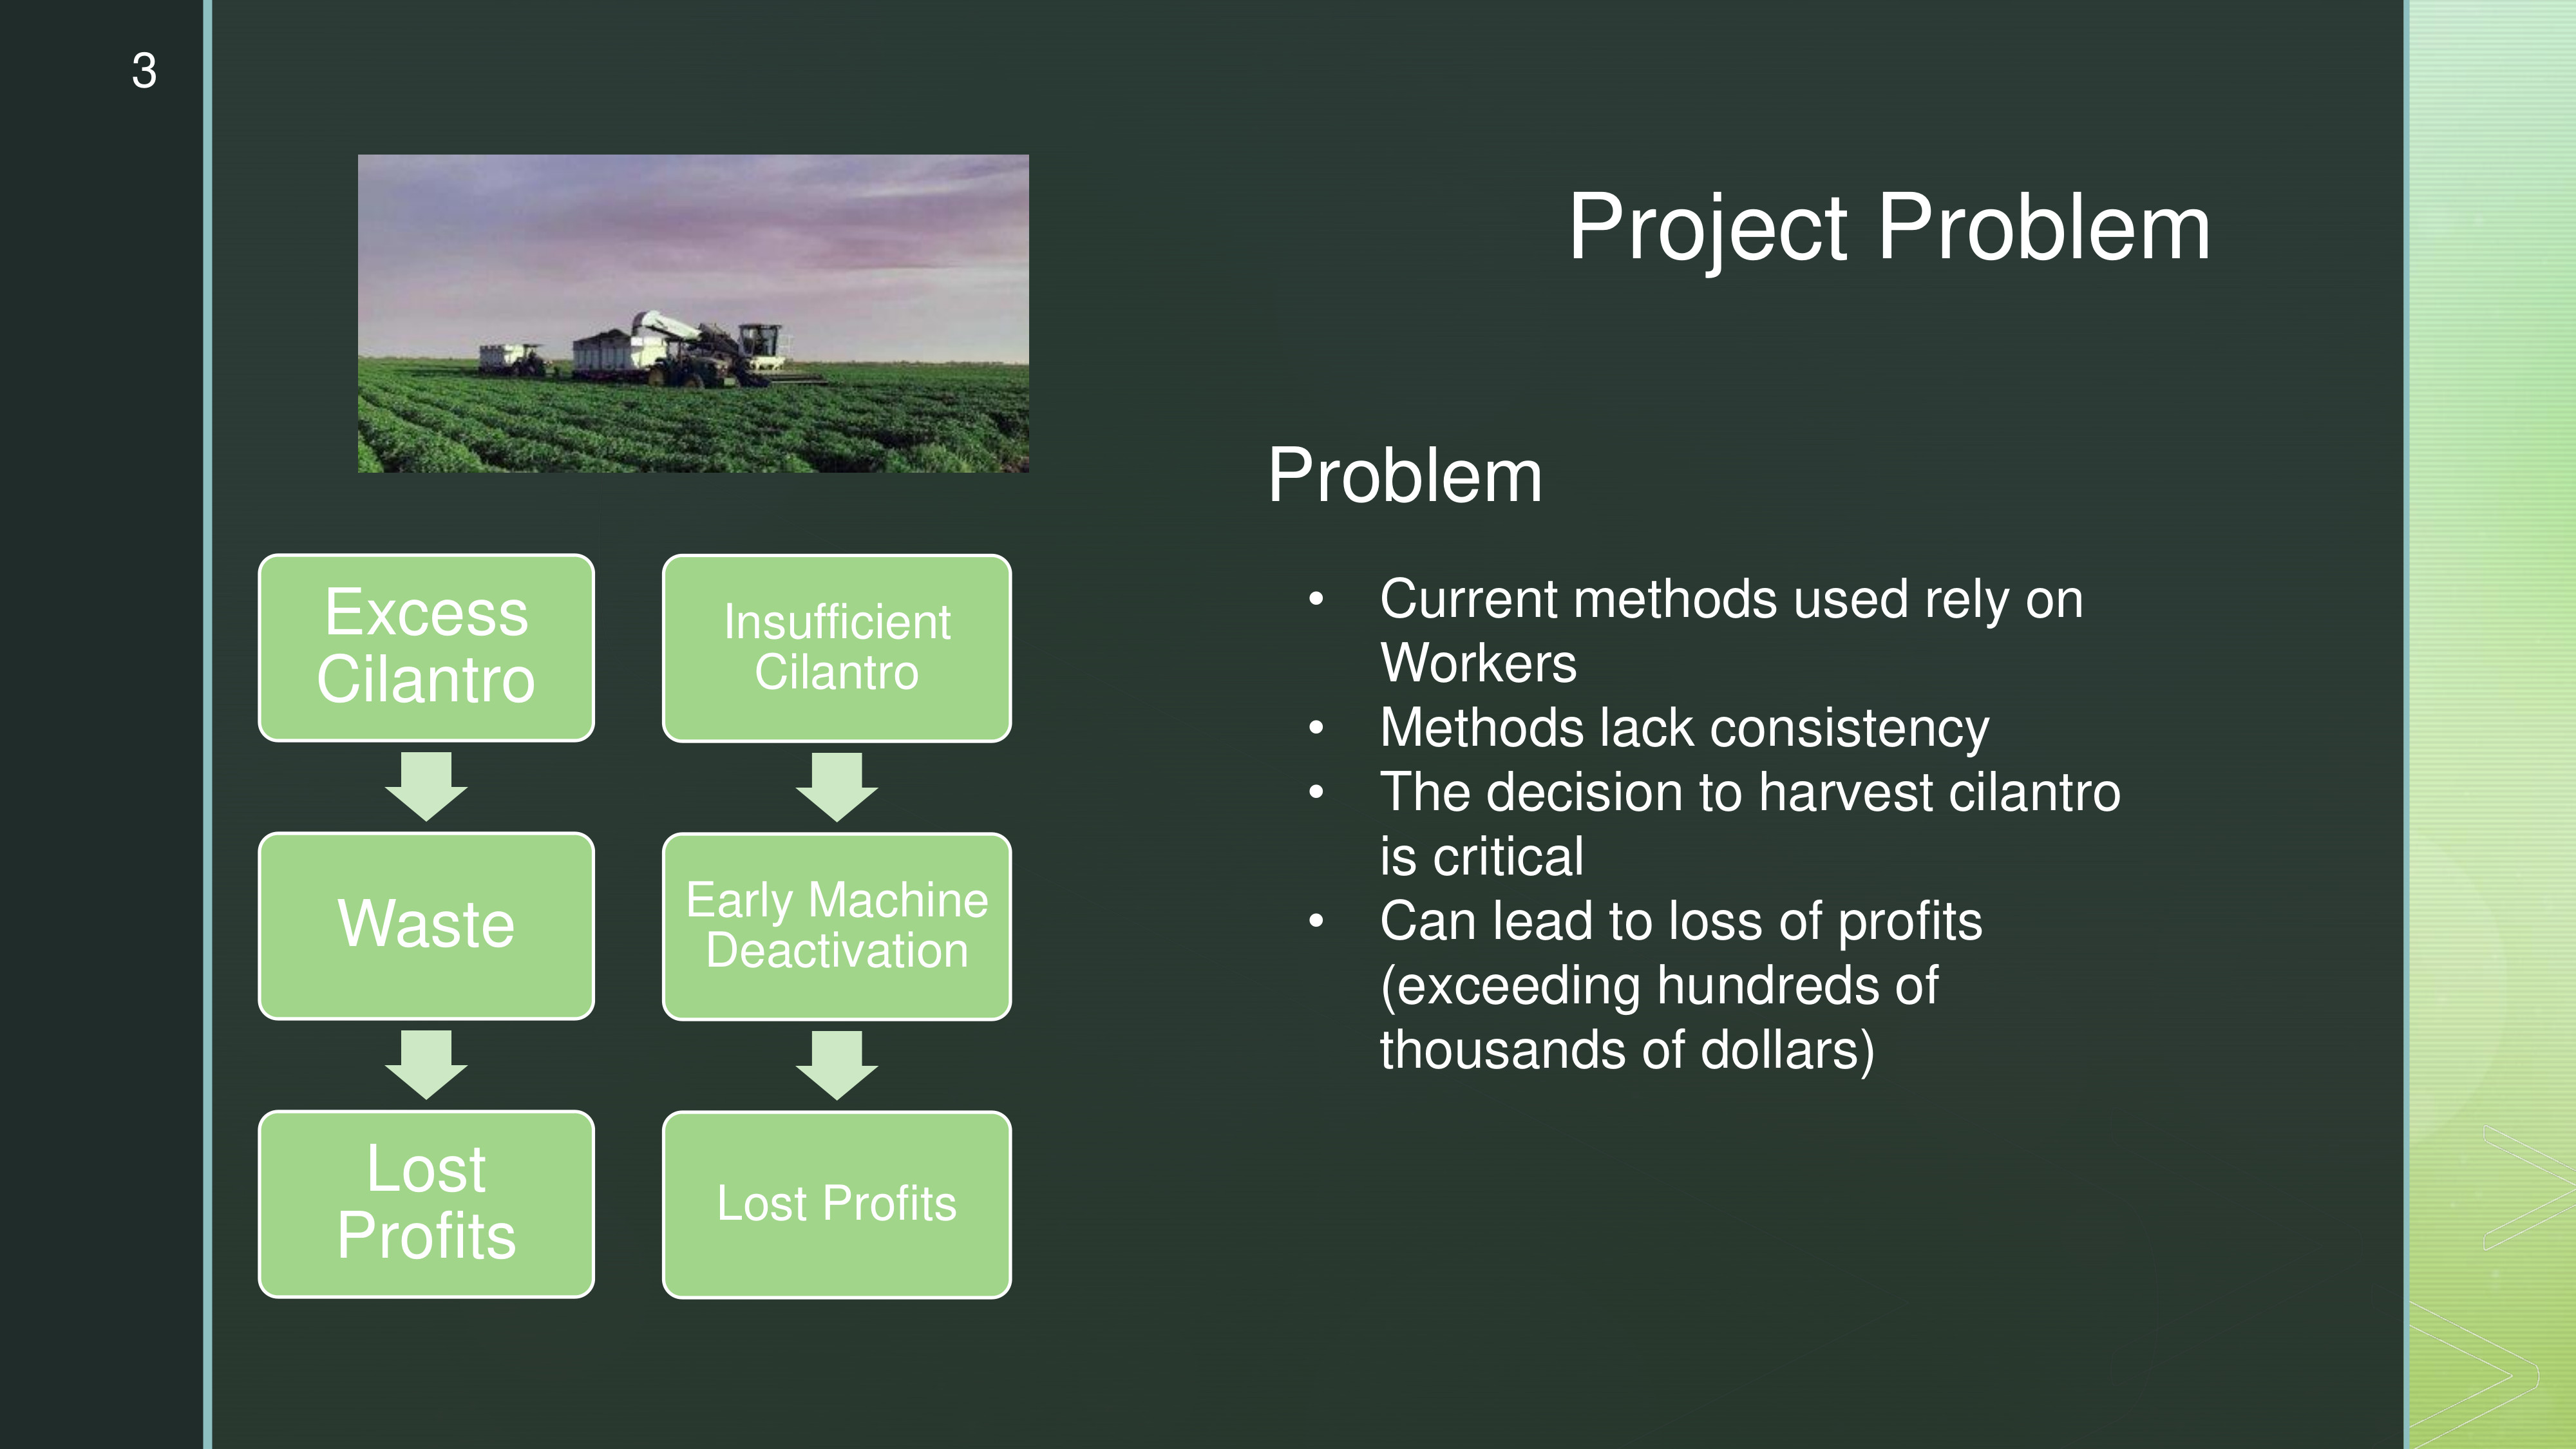 3
Project Problem
Excess
Cilantro
Waste
Lost
Profits
Insufficient
Cilantro
Early Machine
Deactivation
Lost Profits
Problem
• Current methods used rely on
Workers
• Methods lack consistency
• The decision to harvest cilantro
is critical
• Can lead to loss of profits
(exceeding hundreds of
thousands of dollars)